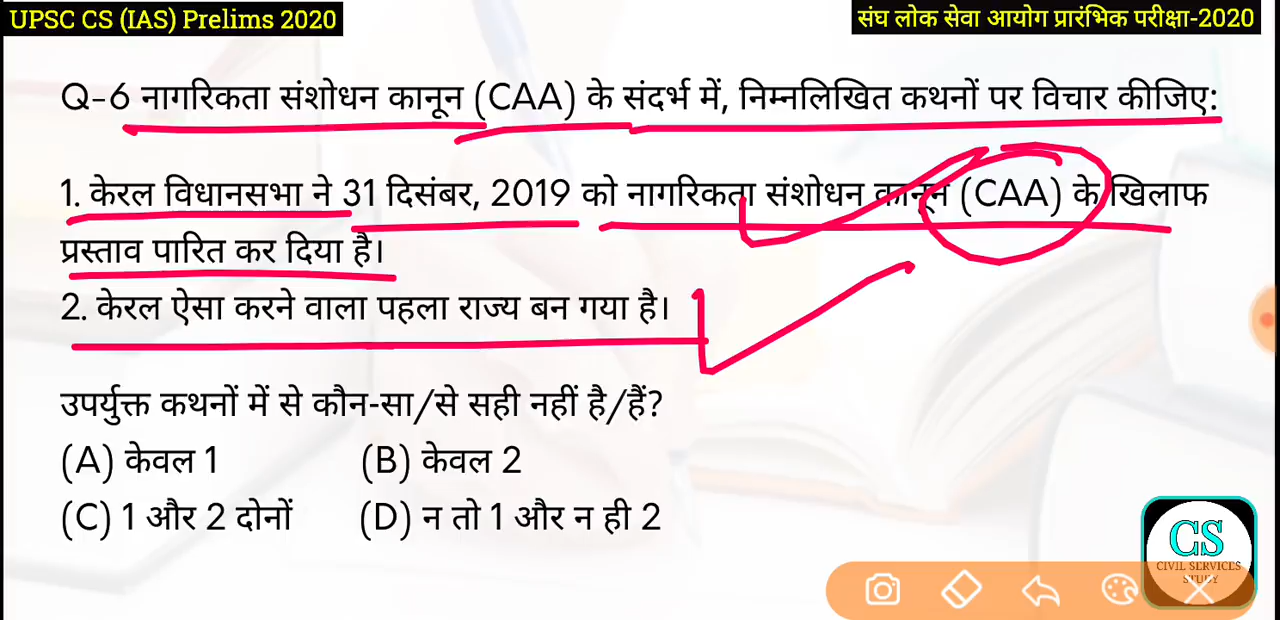 UPSC CS (IAS) Prelims 2020
संघ लोक सेवा आयोग प्रारंभिक परीक्षा-2020
Q-6 नागरिकता संशोधन कानून (CAA) के संदर्भ में, निम्नलिखित कथनों पर विचार कीजिए:
1. केरल विधानसभा ने 31 दिसंबर, 2019 को नागरिकता संशोधन कानून (CAA) के खिलाफ
प्रस्ताव पारित कर दिया है।
2. केरल ऐसा करने वाला पहला राज्य बन गया है।
उपर्युक्त कथनों में से कौन-सा/से सही नहीं है/हैं?
(A) केवल 1 (B) केवल 2
(C) 1 और 2 दोनों (D) न तो 1 और न ही 2
CS
CIVIL SERVICES
STUDY